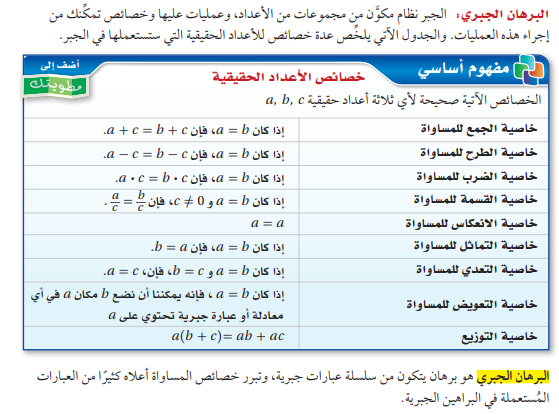 البرهان الجبري: الجبر نظام مكوَّن من مجموعات من الأعداد، وعمليات عليها وخصائص تمكِّنك من
إجراء هذه العمليات. والجدول الآتي يلخِّص عدة خصائص للأعداد الحقيقية التي ستستعملها في الجبر.
مفهوم أساسي
خصائص الأعداد الحقيقية
أضف إلى
مطويتك
الخصائص الآتية صحيحة لأي ثلاثة أعداد حقيقية a, b, c
خاصية الجمع للمساواة إذا كان a = b، فإن a + c = b + c.
خاصية الطرح للمساواة إذا كان a = b، فإن a − c = b − c.
خاصية الضرب للمساواة إذا كان a = b، فإن a • c = b • c.
خاصية القسمة للمساواة إذا كان a = b و c ≠ 0، فإن a/c = b/c.
خاصية الانعكاس للمساواة a = a
خاصية التماثل للمساواة إذا كان a = b، فإن b = a.
خاصية التعدي للمساواة إذا كان a = b و b = c، فإن، a = c.
خاصية التعويض للمساواة إذا كان a = b ، فإنه يمكننا أن نضع b مكان a في أي
معادلة أو عبارة جبرية تحتوي على a
خاصية التوزيع a(b + c)= ab + ac
البرهان الجبري هو برهان يتكون من سلسلة عبارات جبرية، وتبرر خصائص المساواة أعلاه كثيرًا من العبارات
المُستعملة في البراهين الجبرية.